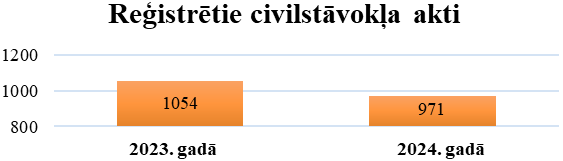 Reģistrētie civilstāvokļa akti
1200
1000
800
1054
971
2023. gadā
2024. gadā